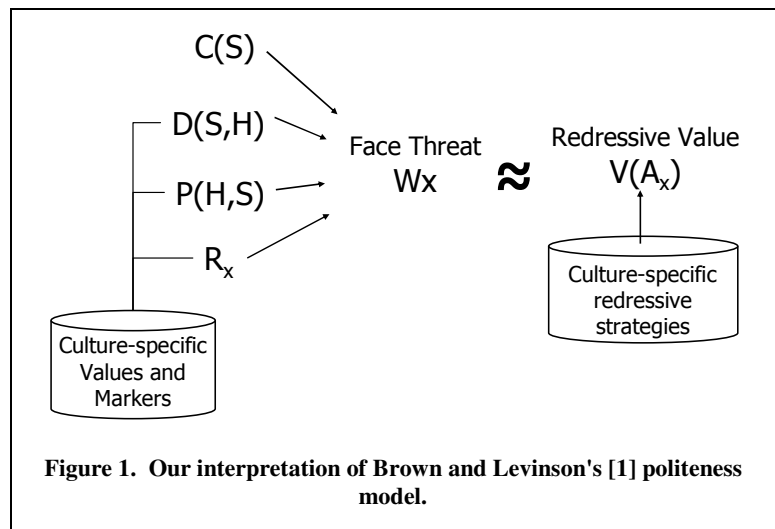 C(S)
D(S,H)
P(H,S)
Rx
Culture-specific
Values and
Markers
Face Threat
Wx
≈
Redressive Value
V(Ax)
Culture-specific
redressive
strategies
Figure 1. Our interpretation of Brown and Levinson's [1] politeness
model.